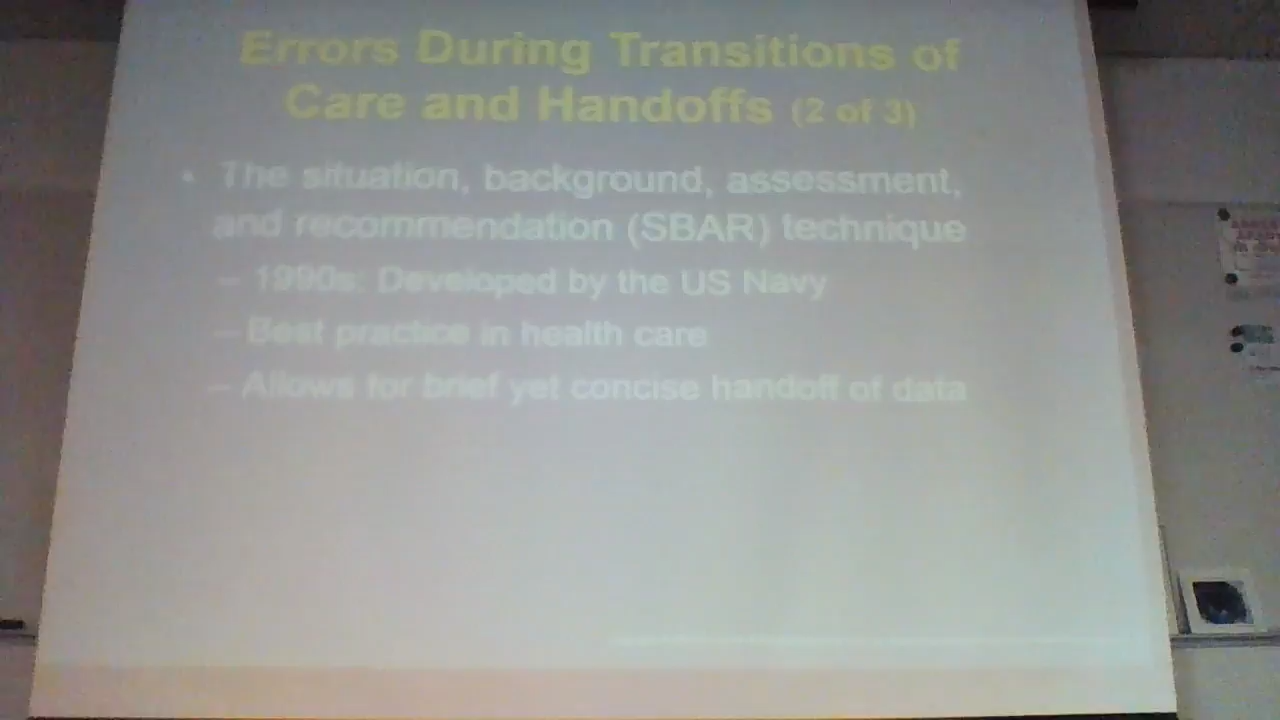 Errors During Transitions of
Care and Handoffs (2 of 3)
• The situation, background, assessment,
and recommendation (SBAR) technique
– 1990s: Developed by the US Navy
– Best practice in health care
– Allows for brief yet concise handoff of data